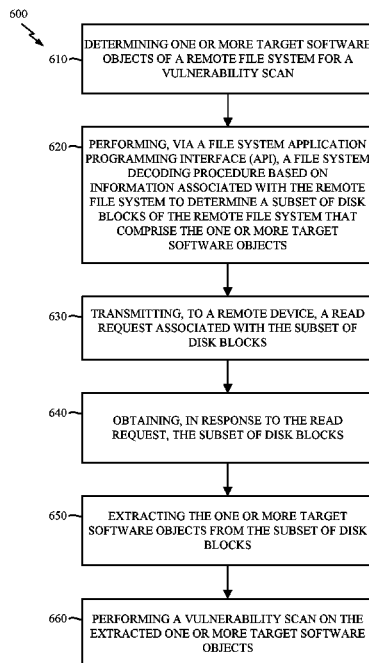 600
610
DETERMINING ONE OR MORE TARGET SOFTWARE
OBJECTS OF A REMOTE FILE SYSTEM FOR A
VULNERABILITY SCAN
620
PERFORMING, VIA A FILE SYSTEM APPLICATION
PROGRAMMING INTERFACE (API), A FILE SYSTEM
DECODING PROCEDURE BASED ON
INFORMATION ASSOCIATED WITH THE REMOTE
FILE SYSTEM TO DETERMINE A SUBSET OF DISK
BLOCKS OF THE REMOTE FILE SYSTEM THAT
COMPRISE THE ONE OR MORE TARGET
SOFTWARE OBJECTS
630
TRANSMITTING, TO A REMOTE DEVICE, A READ
REQUEST ASSOCIATED WITH THE SUBSET OF
DISK BLOCKS
640
OBTAINING, IN RESPONSE TO THE READ
REQUEST, THE SUBSET OF DISK BLOCKS
650
EXTRACTING THE ONE OR MORE TARGET
SOFTWARE OBJECTS FROM THE SUBSET OF DISK
BLOCKS
660
PERFORMING A VULNERABILITY SCAN ON THE
EXTRACTED ONE OR MORE TARGET SOFTWARE
OBJECTS